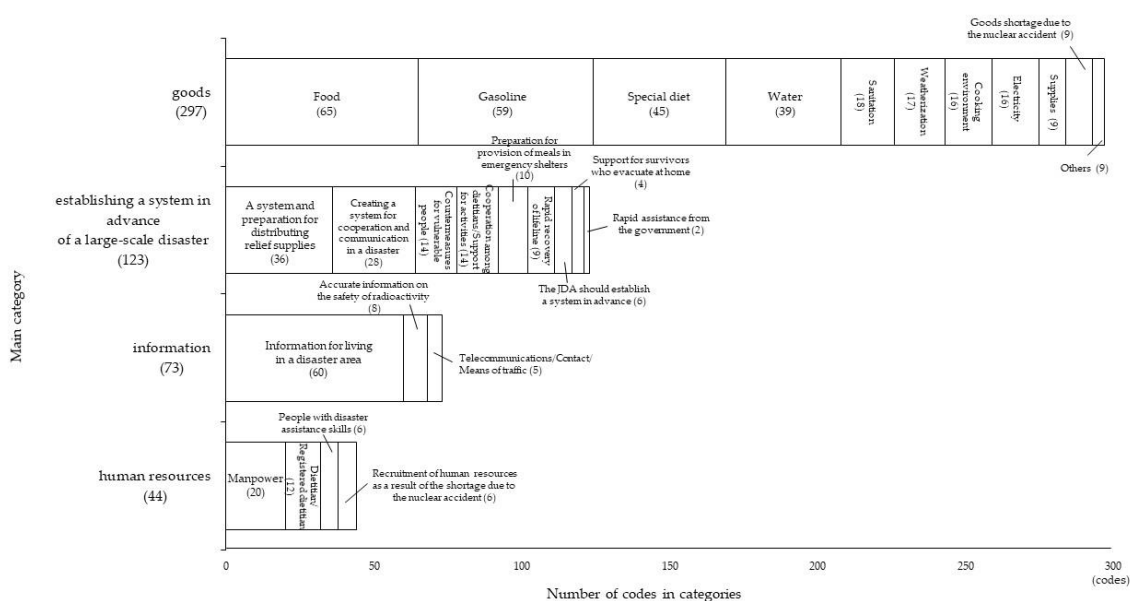 Goods shortage due to
the nuclear accident (9)
goods
(297)
Food
(65)
Gasoline
(59)
Special diet
(45)
Water
(39)
Sanitation
(18)
Weatherization
(17)
Cooking
environment
(16)
Electricity
(16)
Supplies (9)
Others (9)
establishing a system in
advance
of a large-scale disaster
(123)
A system and
preparation for
distributing
relief supplies
(36)
Creating a
system for
cooperation and
communication
in a disaster
(28)
Countermeasures
for vulnerable
people (14)
Cooperation among
dietitians/Support
for activities (14)
Preparation for
provision of meals in
emergency shelters
(10)
Rapid recovery
of lifeline (9)
The JDA should establish
a system in advance (6)
Support for survivors
who evacuate at home
(4)
Rapid assistance from
the government (2)
information
(73)
Information for living
in a disaster area
(60)
Accurate information on
the safety of radioactivity
(8)
Telecommunications/Contact/
Means of traffic (5)
human resources
(44)
Manpower
(20)
Dietitian/
Registered dietitian
(12)
People with disaster
assistance skills (6)
Recruitment of human resources
as a result of the shortage due to
the nuclear accident (6)
Main category
0 50 100 150 200 250 300
(codes)
Number of codes in categories